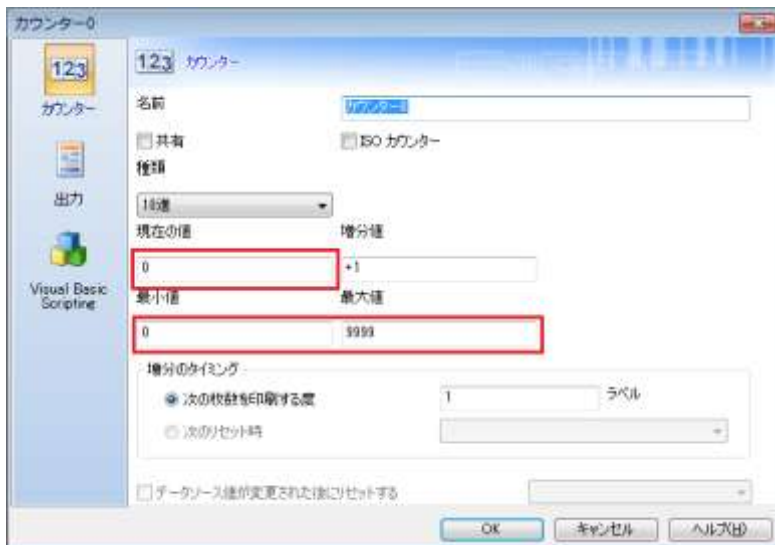 カウンター0
123
カウンター
出力
Visual Basic
Scripting
123 カウンター
名前
カウンター0
共有
ISO カウンター
種類
10進
現在の値
増分値
0
+1
最小値
最大値
0
9999
増分のタイミング
次の枚数を印刷する度
1
ラベル
次のリセット時
データソース値が変更された後にリセットする
OK
キャンセル
ヘルプ(H)